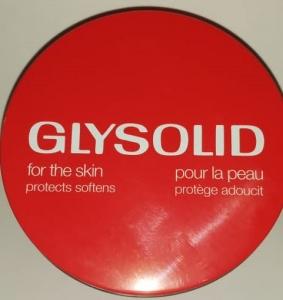 GLYSOLID
for the skin pour la peau
protects softens protège adoucit